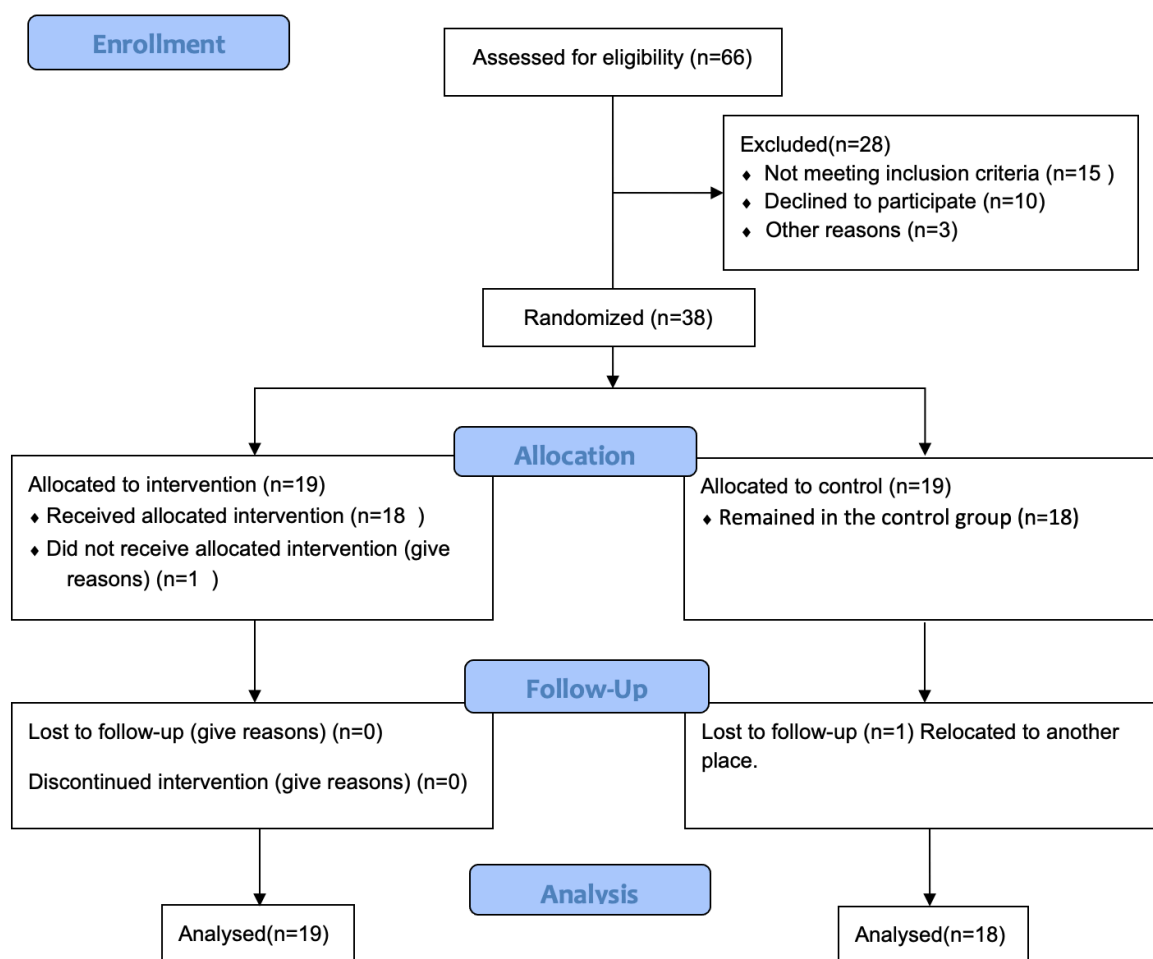 Enrollment
Assessed for eligibility (n=66)
Excluded(n=28)
♦ Not meeting inclusion criteria (n=15 )
♦ Declined to participate (n=10)
♦ Other reasons (n=3)
Randomized (n=38)
Allocation
Allocated to intervention (n=19)
♦ Received allocated intervention (n=18 )
♦ Did not receive allocated intervention (give
reasons) (n=1 )
Allocated to control (n=19)
♦ Remained in the control group (n=18)
Follow-Up
Lost to follow-up (give reasons) (n=0)
Discontinued intervention (give reasons) (n=0)
Lost to follow-up (n=1) Relocated to another
place.
Analysis
Analysed(n=19)
Analysed(n=18)